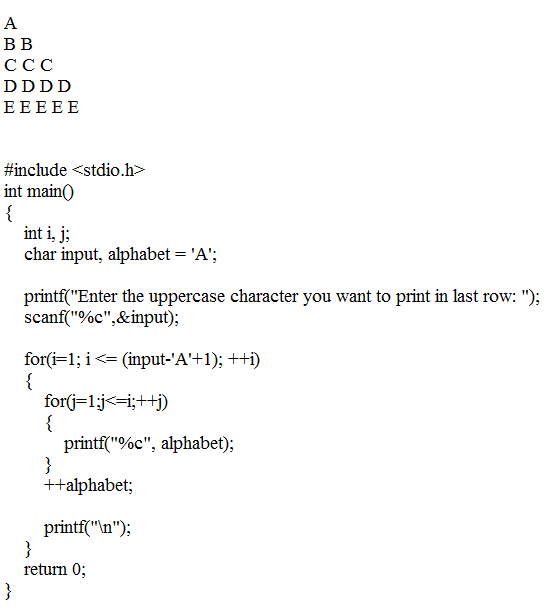 A
B B
C C C
D D D D
E E E E E
#include <stdio.h>
int main()
{
int i, j;
char input, alphabet = 'A';
printf("Enter the uppercase character you want to print in last row: ");
scanf("%c",&input);
for(i=1; i <= (input-'A'+1); ++i)
{
for(j=1;j<=i;++j)
{
printf("%c", alphabet);
}
++alphabet;
printf("\n");
}
return 0;
}